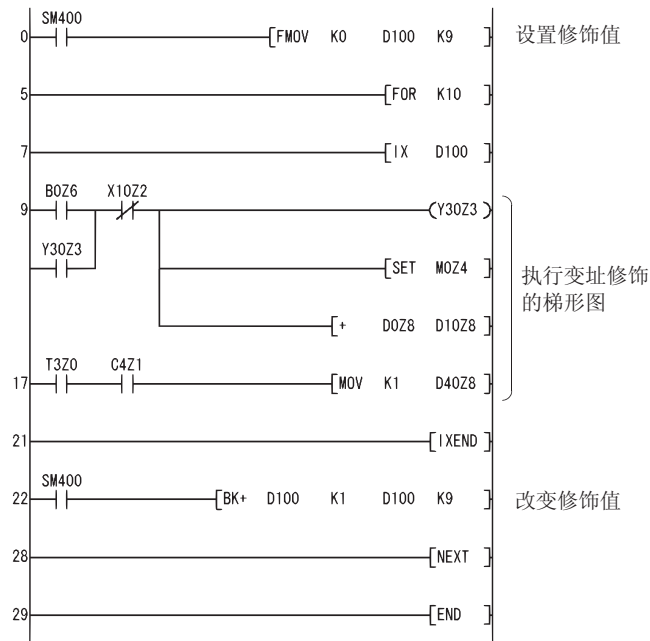 SM400
0 [FMOV K0 D100 K9 ] 设置修饰值
5 [FOR K10 ]
7 [IX D100 ]
B0Z6 X10Z2
9 (Y30Z3 )
Y30Z3
[SET M0Z4 ]
执行变址修饰
的梯形图
[+ D0Z8 D10Z8 ]
T3Z0 C4Z1
17 [MOV K1 D40Z8 ]
21 [IXEND ]
SM400
22 [BK+ D100 K1 D100 K9 ] 改变修饰值
28 [NEXT ]
29 [END ]